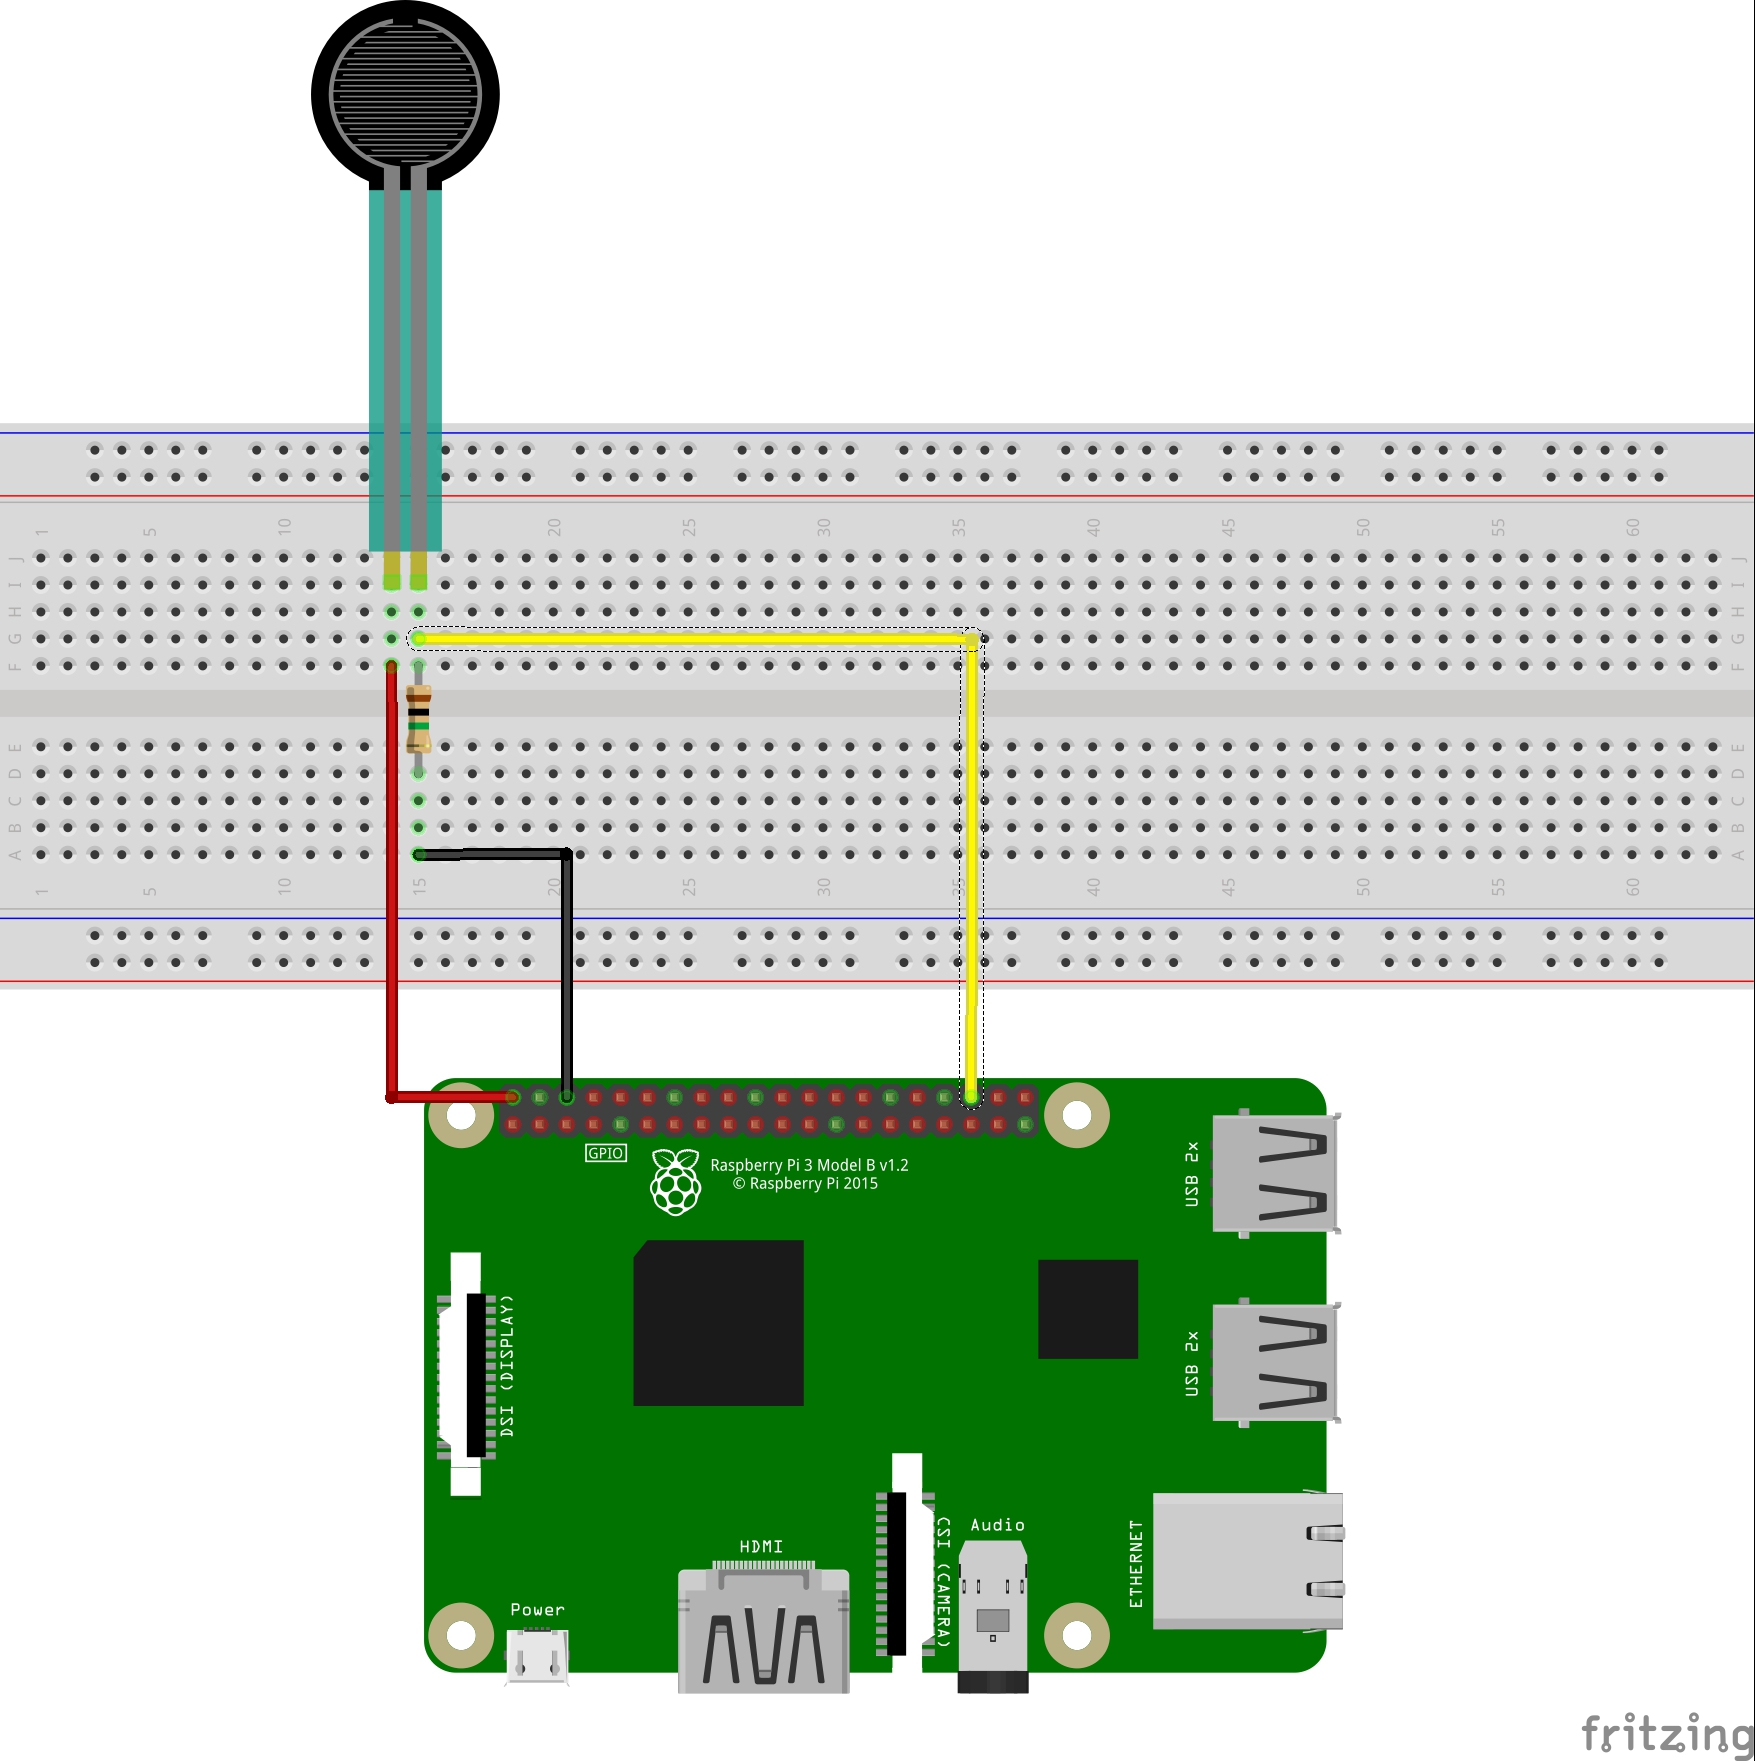 1 5 10 20 25 30 35 40 45 50 55 60
J J
I I
H H
G G
F F
E E
D D
C C
B B
A A
1 5 10 15 20 25 30 35 40 45 50 55 60
GPIO
Raspberry Pi 3 Model B v1.2
© Raspberry Pi 2015
USB 2x
DSI (DISPLAY)
USB 2x
CSI (CAMERA)
Audio
ETHERNET
HDMI
Power
fritzing